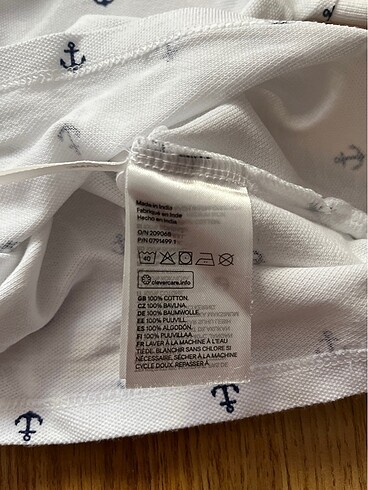 Made in India
Fabriqué en Inde
Hecho en India
O/N 209068
P/N 0791499.1
40
clevercare.info
GB 100% COTTON.
CZ 100% BAVLNA.
DE 100% BAUMWOLLE.
EE 100% PUUVILL.
ES 100% ALGODÓN.
FI 100% PUUVILLAA.
FR LAVER À LA MACHINE À L'EAU
TIÈDE. BLANCHIR SANS CHLORE SI
NÉCESSAIRE. SÉCHER À LA MACHINE
CYCLE DOUX. REPASSER À